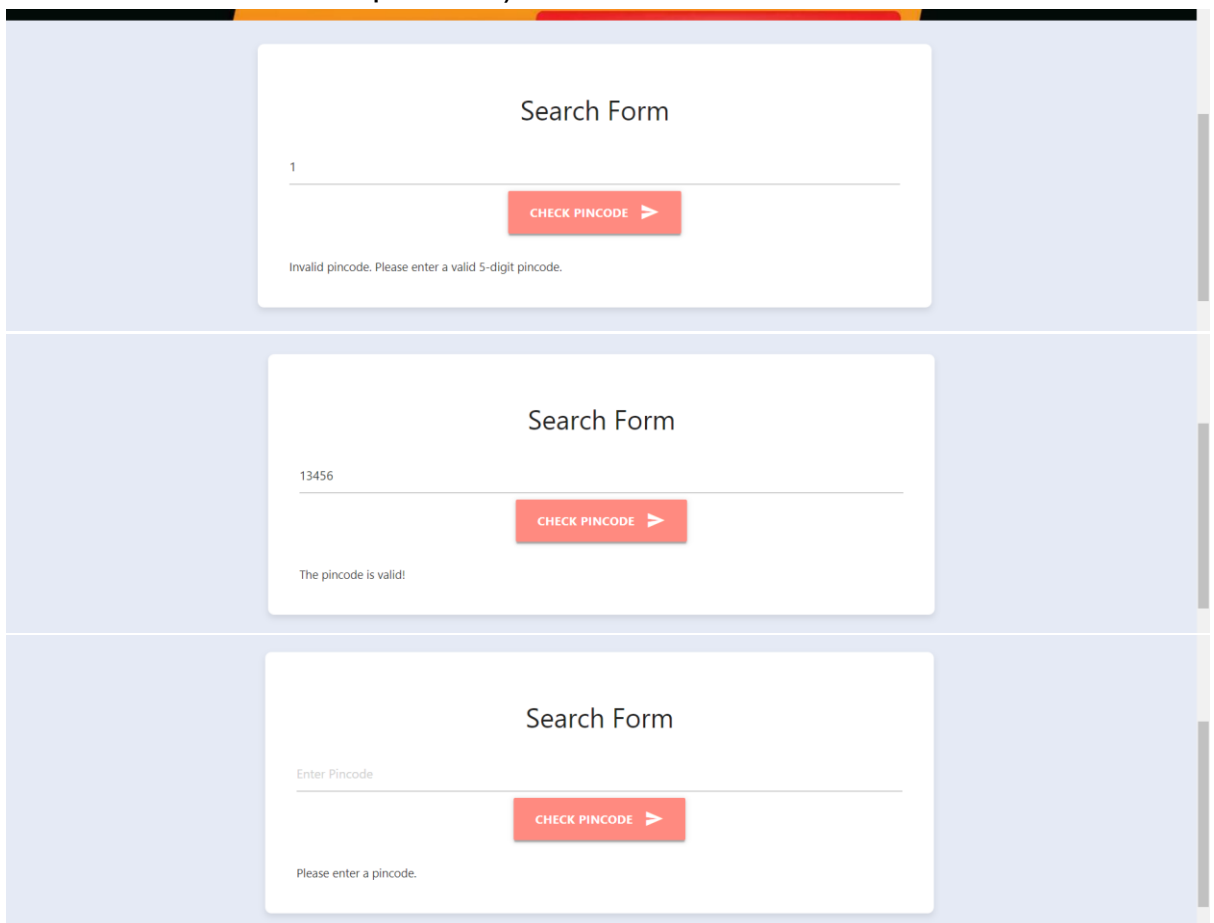 Search Form
1
CHECK PINCODE
Invalid pincode. Please enter a valid 5-digit pincode.
Search Form
13456
CHECK PINCODE
The pincode is valid!
Search Form
Enter Pincode
CHECK PINCODE
Please enter a pincode.